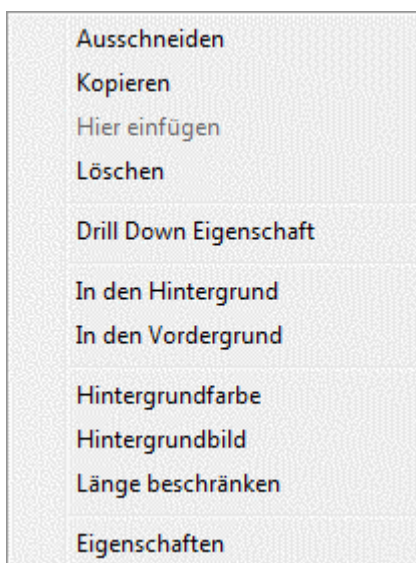 Ausschneiden
Kopieren
Hier einfügen
Löschen
Drill Down Eigenschaft
In den Hintergrund
In den Vordergrund
Hintergrundfarbe
Hintergrundbild
Länge beschränken
Eigenschaften